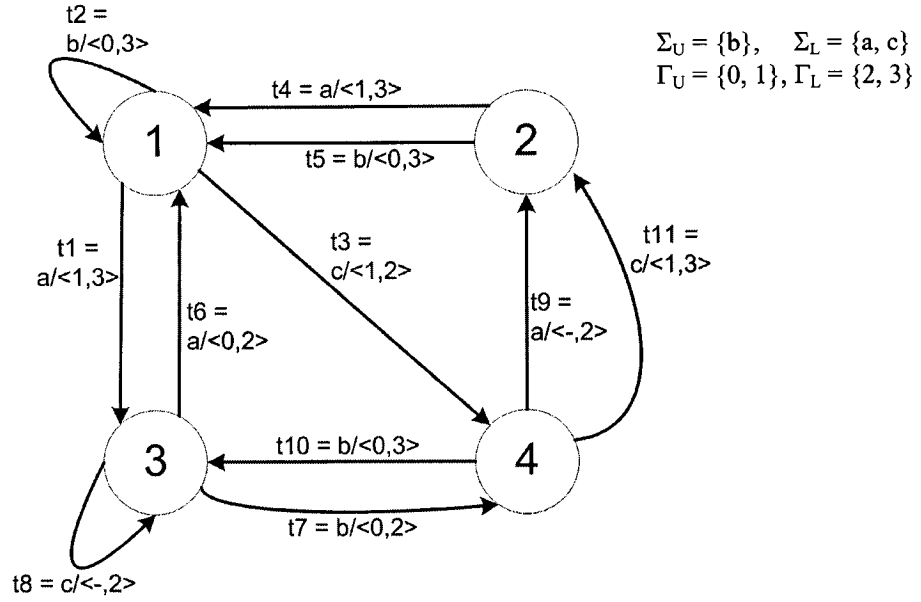 t2 =
b/<0,3>
Σ_U = {b}, Σ_L = {a, c}
Γ_U = {0, 1}, Γ_L = {2, 3}
t4 = a/<1,3>
1
2
t5 = b/<0,3>
t1 =
a/<1,3>
t3 =
c/<1,2>
t11 =
c/<1,3>
t6 =
a/<0,2>
t9 =
a/<-,2>
t10 = b/<0,3>
3
4
t7 = b/<0,2>
t8 = c/<-,2>